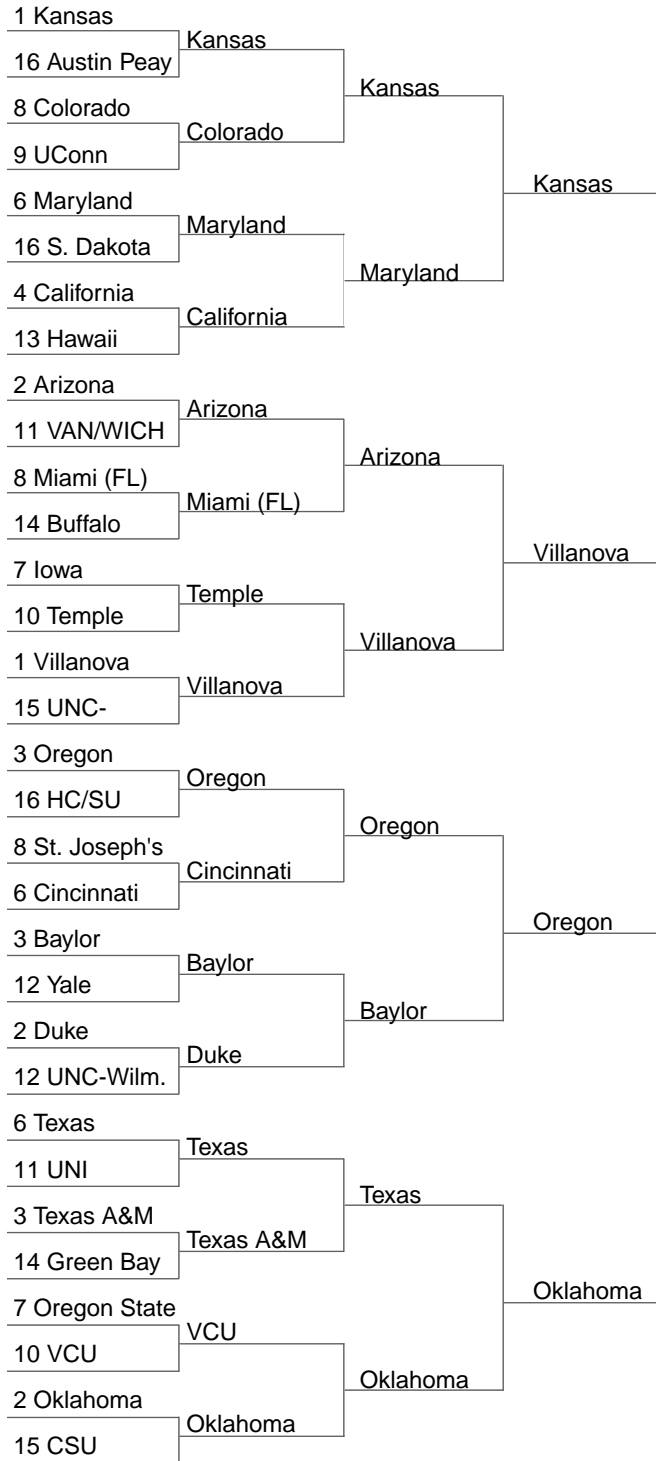 1 Kansas
Kansas
16 Austin Peay
Kansas
8 Colorado
Colorado
9 UConn
Kansas
6 Maryland
Maryland
16 S. Dakota
Maryland
4 California
California
13 Hawaii
2 Arizona
Arizona
11 VAN/WICH
Arizona
8 Miami (FL)
Miami (FL)
14 Buffalo
Villanova
7 Iowa
Temple
10 Temple
Villanova
1 Villanova
Villanova
15 UNC-
3 Oregon
Oregon
16 HC/SU
Oregon
8 St. Joseph's
Cincinnati
6 Cincinnati
Oregon
3 Baylor
Baylor
12 Yale
Baylor
2 Duke
Duke
12 UNC-Wilm.
6 Texas
Texas
11 UNI
Texas
3 Texas A&M
Texas A&M
14 Green Bay
Oklahoma
7 Oregon State
VCU
10 VCU
Oklahoma
2 Oklahoma
Oklahoma
15 CSU